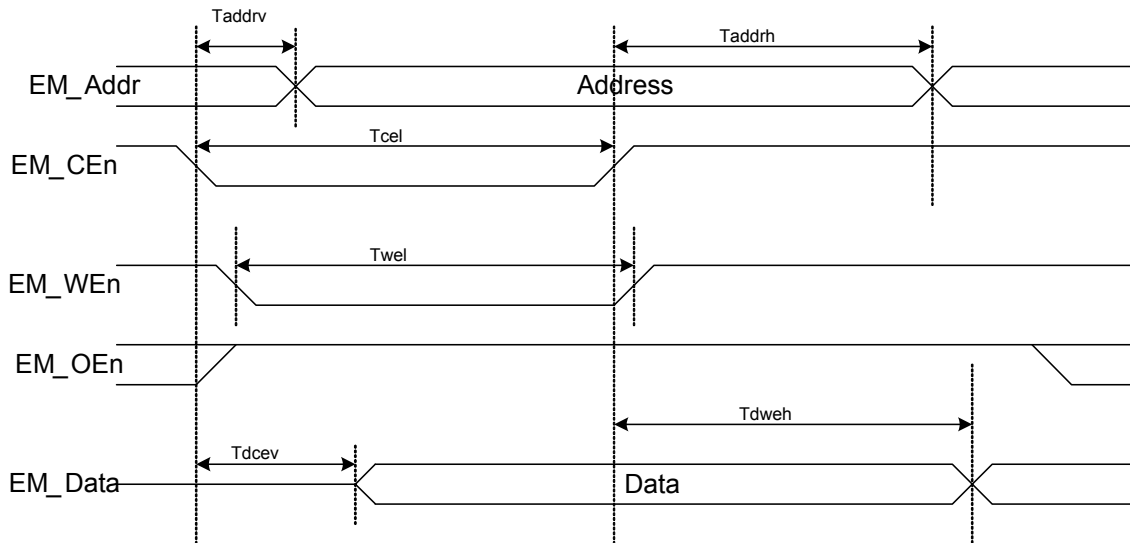 Taddrv
Taddrh
EM_Addr
Address
Tcel
EM_CEn
Twel
EM_WEn
EM_OEn
Tdweh
Tdcev
EM_Data
Data